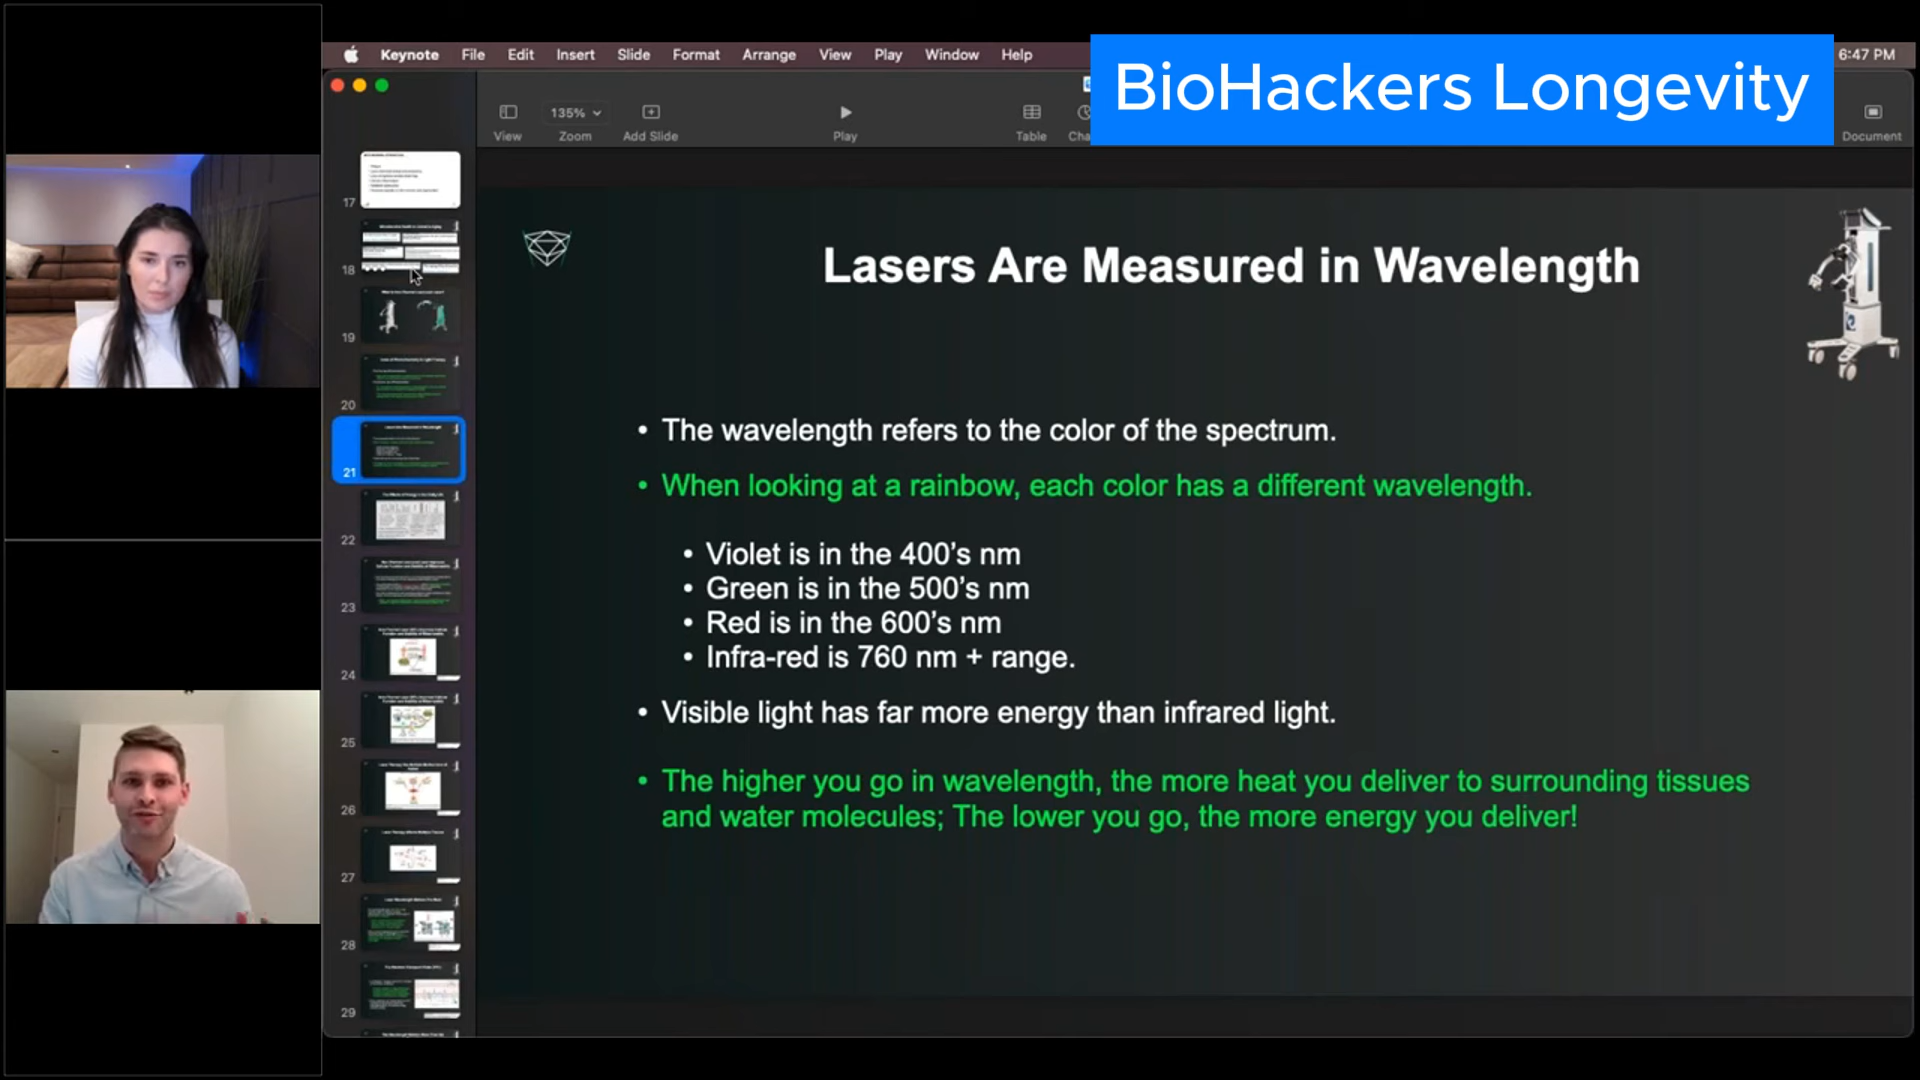 Keynote File Edit Insert Slide Format Arrange View Play Window Help
6:47 PM
BioHackers Longevity
135%
View Zoom Add Slide Play Table Document
17
18
19
20
21
22
23
24
25
26
27
28
29
Lasers Are Measured in Wavelength
• The wavelength refers to the color of the spectrum.
• When looking at a rainbow, each color has a different wavelength.
• Violet is in the 400’s nm
• Green is in the 500’s nm
• Red is in the 600’s nm
• Infra-red is 760 nm + range.
• Visible light has far more energy than infrared light.
• The higher you go in wavelength, the more heat you deliver to surrounding tissues
and water molecules; The lower you go, the more energy you deliver!